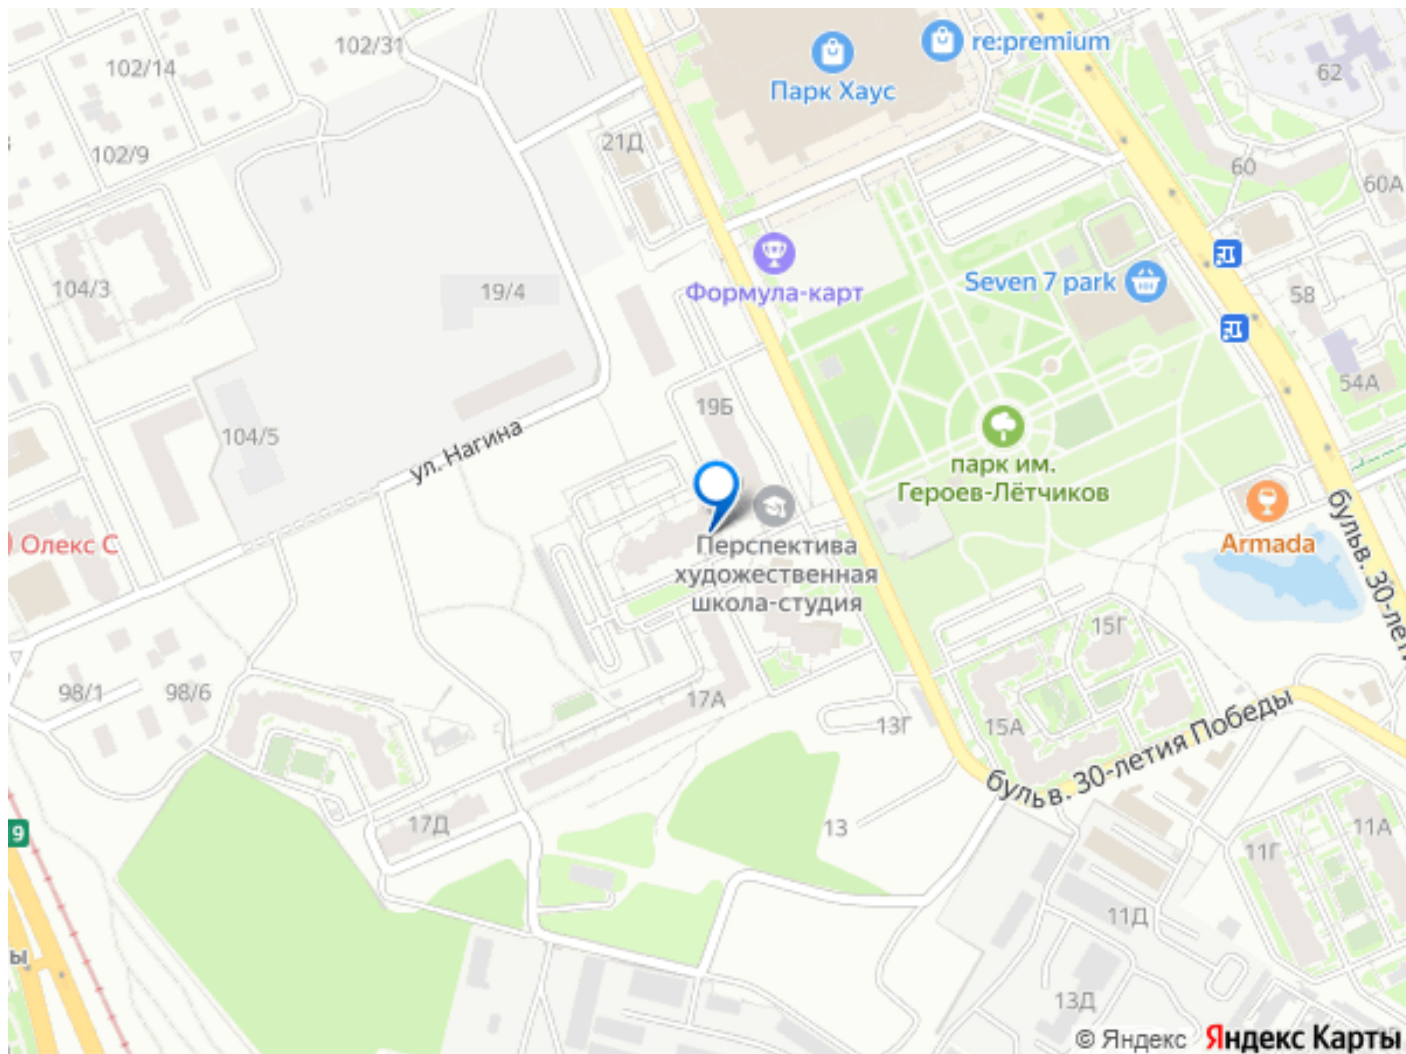 102/31
re:premium
102/14
62
Парк Хаус
21Д
102/9
60
60А
104/3
Seven 7 park
19/4
Формула-карт
58
54А
19Б
104/5
ул. Нагина
парк им.
Героев-Лётчиков
Олекс С
Перспектива
художественная
школа-студия
Armada
бульв. 30-лети
15Г
98/1
98/6
17А
13Г
15А
бульв. 30-летия Победы
9
17Д
13
11А
11Г
11Д
ы
13Д
© Яндекс Яндекс Карты